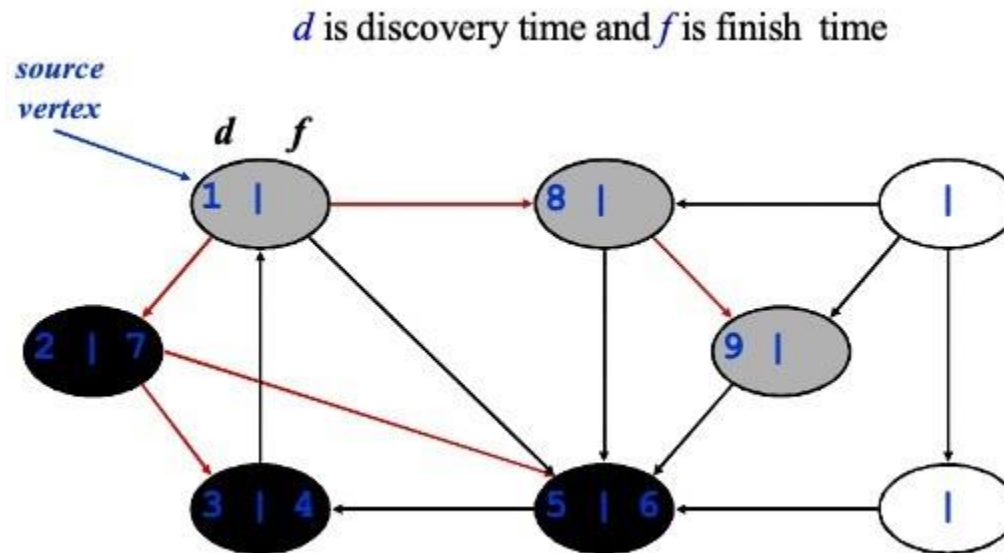 d is discovery time and f is finish time
source
vertex
d f
1 |
8 |
|
2 | 7
9 |
3 | 4
5 | 6
|